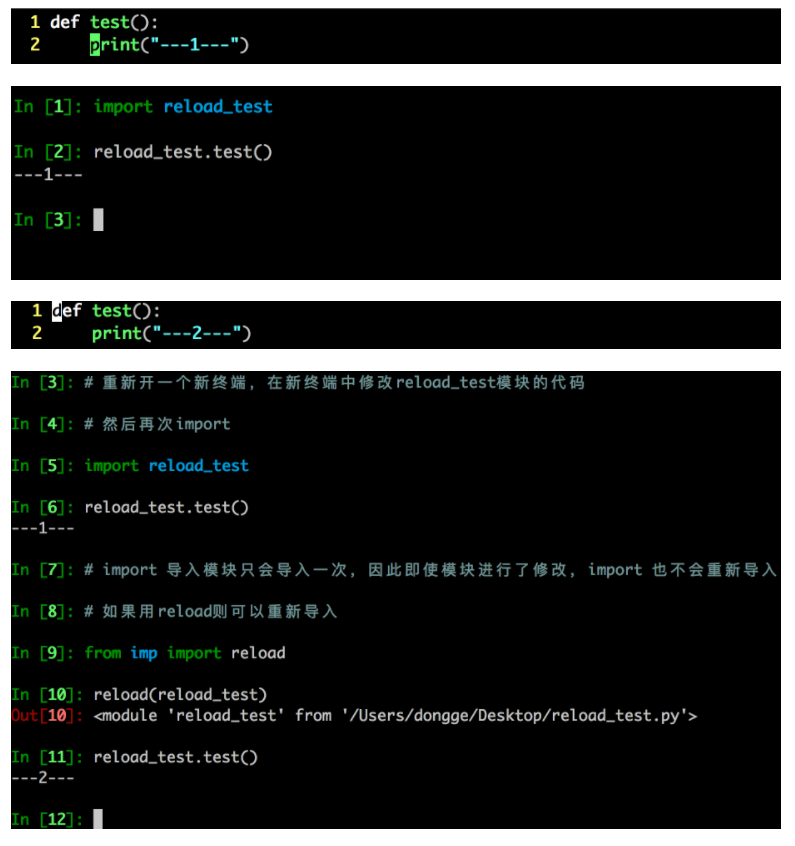 1 def test():
2     print("---1---")
In [1]: import reload_test
In [2]: reload_test.test()
---1---
In [3]:
1 def test():
2     print("---2---")
In [3]: # 重新开一个新终端，在新终端中修改reload_test模块的代码
In [4]: # 然后再次import
In [5]: import reload_test
In [6]: reload_test.test()
---1---
In [7]: # import 导入模块只会导入一次，因此即使模块进行了修改，import 也不会重新导入
In [8]: # 如果用reload则可以重新导入
In [9]: from imp import reload
In [10]: reload(reload_test)
Out[10]: <module 'reload_test' from '/Users/dongge/Desktop/reload_test.py'>
In [11]: reload_test.test()
---2---
In [12]: